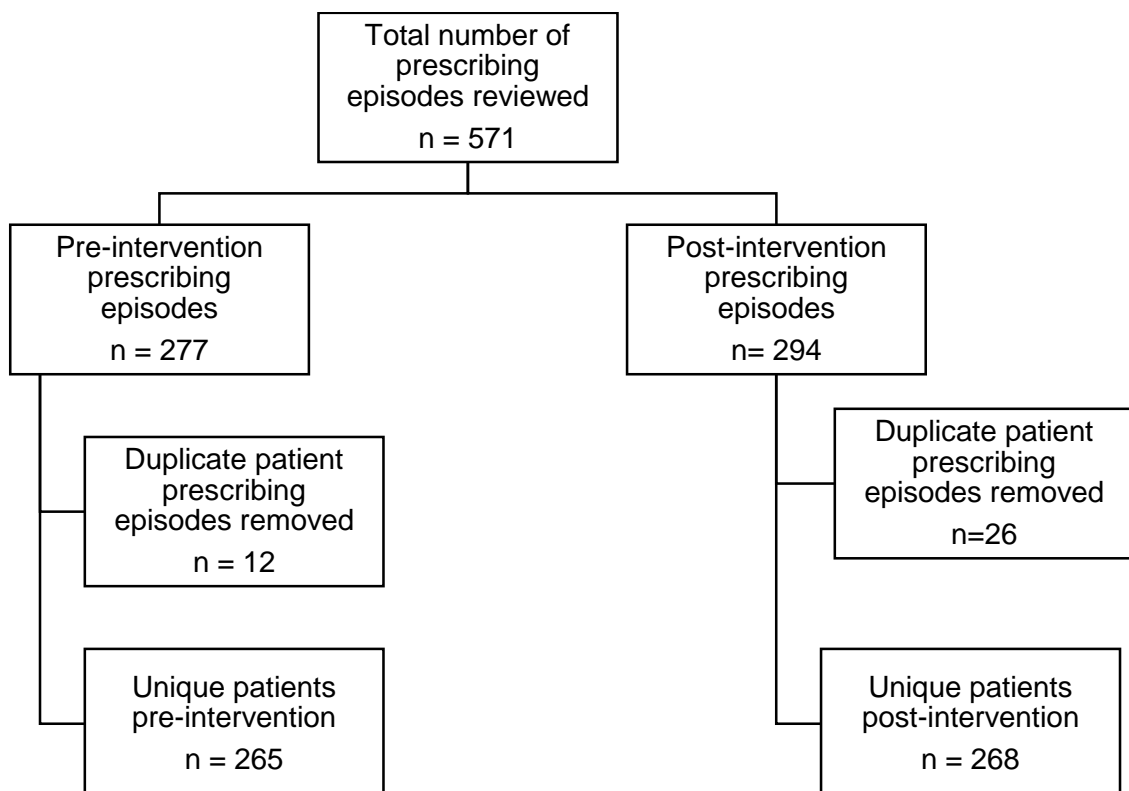 Total number of
prescribing
episodes reviewed
n = 571
Pre-intervention
prescribing
episodes
n = 277
Post-intervention
prescribing
episodes
n= 294
Duplicate patient
prescribing
episodes removed
n = 12
Duplicate patient
prescribing
episodes removed
n=26
Unique patients
pre-intervention
n = 265
Unique patients
post-intervention
n = 268